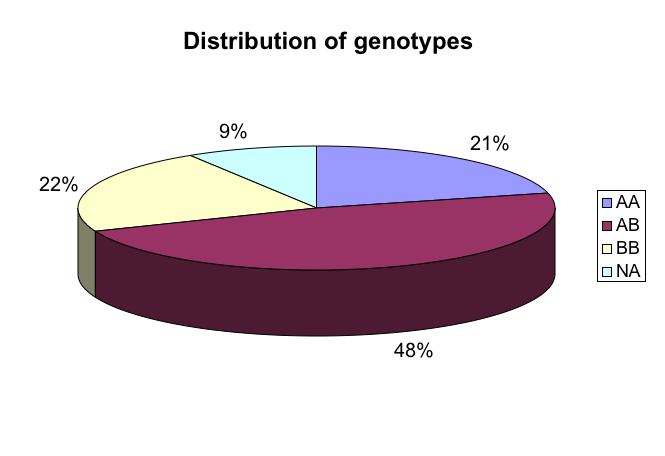 Distribution of genotypes
9%
21%
22%
48%
AA
AB
BB
NA